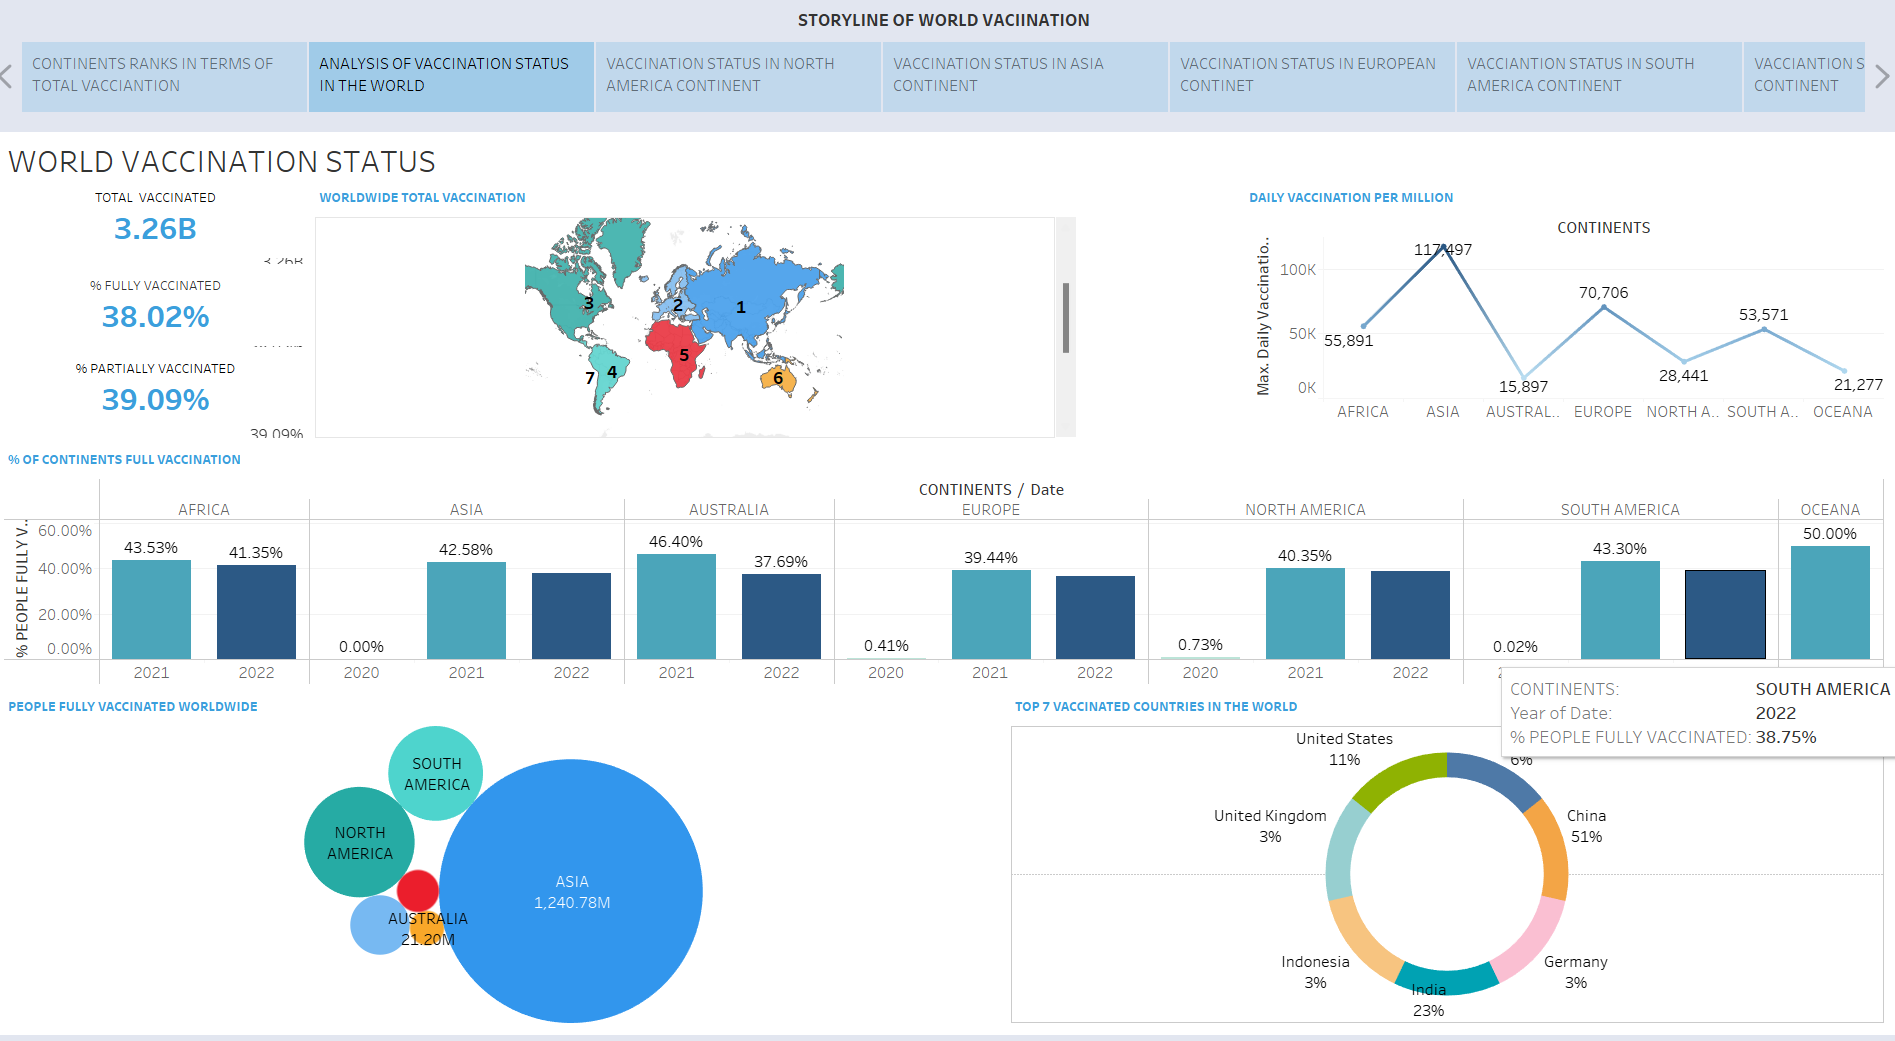 STORYLINE OF WORLD VACIINATION
CONTINENTS RANKS IN TERMS OF
TOTAL VACCIANTION
ANALYSIS OF VACCINATION STATUS
IN THE WORLD
VACCINATION STATUS IN NORTH
AMERICA CONTINENT
VACCINATION STATUS IN ASIA
CONTINENT
VACCINATION STATUS IN EUROPEAN
CONTINET
VACCIANTION STATUS IN SOUTH
AMERICA CONTINENT
VACCIANTION S
CONTINENT
WORLD VACCINATION STATUS
TOTAL VACCINATED
3.26B
3.26B
% FULLY VACCINATED
38.02%
% PARTIALLY VACCINATED
39.09%
39.09%
WORLDWIDE TOTAL VACCINATION
3
2
1
5
7
4
6
DAILY VACCINATION PER MILLION
CONTINENTS
Max. Daily Vaccinatio..
100K
50K
0K
55,891
117,497
15,897
70,706
28,441
53,571
21,277
AFRICA
ASIA
AUSTRAL..
EUROPE
NORTH A..
SOUTH A..
OCEANA
% OF CONTINENTS FULL VACCINATION
CONTINENTS / Date
AFRICA
ASIA
AUSTRALIA
EUROPE
NORTH AMERICA
SOUTH AMERICA
OCEANA
% PEOPLE FULLY V..
60.00%
40.00%
20.00%
0.00%
43.53%
41.35%
0.00%
42.58%
46.40%
37.69%
0.41%
39.44%
0.73%
40.35%
0.02%
43.30%
50.00%
2021
2022
2020
2021
2022
2021
2022
2020
2021
2022
2020
2021
2022
CONTINENTS: SOUTH AMERICA
Year of Date: 2022
% PEOPLE FULLY VACCINATED: 38.75%
PEOPLE FULLY VACCINATED WORLDWIDE
SOUTH
AMERICA
NORTH
AMERICA
ASIA
1,240.78M
AUSTRALIA
21.20M
TOP 7 VACCINATED COUNTRIES IN THE WORLD
United States
11%
6%
United Kingdom
3%
China
51%
Indonesia
3%
Germany
3%
India
23%